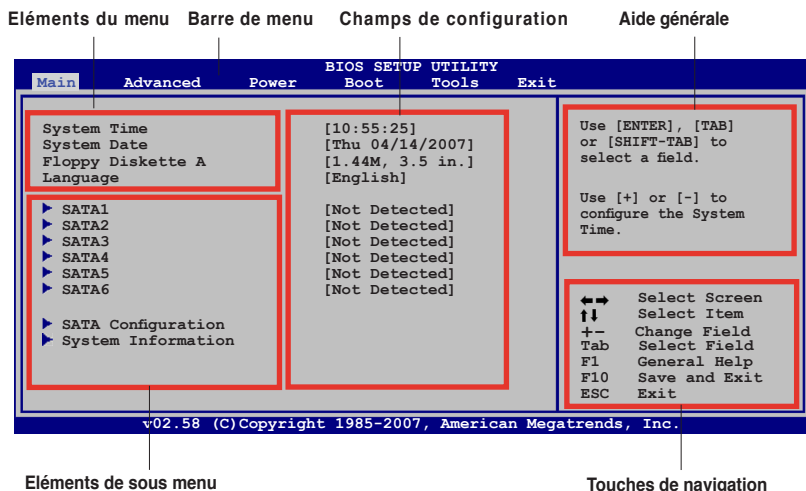 Eléments du menu Barre de menu Champs de configuration Aide générale
BIOS SETUP UTILITY
Main Advanced Power Boot Tools Exit
System Time [10:55:25]
System Date [Thu 04/14/2007]
Floppy Diskette A [1.44M, 3.5 in.]
Language [English]
SATA1 [Not Detected]
SATA2 [Not Detected]
SATA3 [Not Detected]
SATA4 [Not Detected]
SATA5 [Not Detected]
SATA6 [Not Detected]
SATA Configuration
System Information
Use [ENTER], [TAB]
or [SHIFT-TAB] to
select a field.
Use [+] or [-] to
configure the System
Time.
←→ Select Screen
↑↓ Select Item
+- Change Field
Tab Select Field
F1 General Help
F10 Save and Exit
ESC Exit
v02.58 (C)Copyright 1985-2007, American Megatrends, Inc.
Eléments de sous menu Touches de navigation